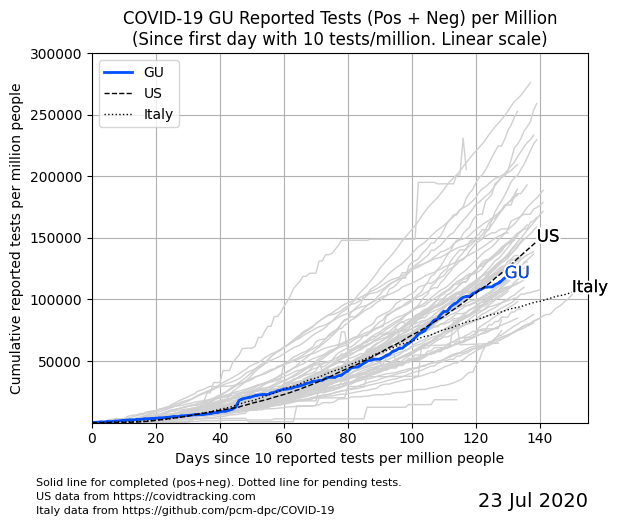 COVID-19 GU Reported Tests (Pos + Neg) per Million
(Since first day with 10 tests/million. Linear scale)
Cumulative reported tests per million people
300000
250000
200000
150000
100000
50000
GU
US
Italy
US
GU
Italy
0 20 40 60 80 100 120 140
Days since 10 reported tests per million people
Solid line for completed (pos+neg). Dotted line for pending tests.
US data from https://covidtracking.com
Italy data from https://github.com/pcm-dpc/COVID-19
23 Jul 2020